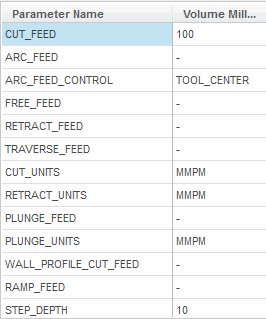 Parameter Name Volume Mill...
CUT_FEED 100
ARC_FEED -
ARC_FEED_CONTROL TOOL_CENTER
FREE_FEED -
RETRACT_FEED -
TRAVERSE_FEED -
CUT_UNITS MMPM
RETRACT_UNITS MMPM
PLUNGE_FEED -
PLUNGE_UNITS MMPM
WALL_PROFILE_CUT_FEED -
RAMP_FEED -
STEP_DEPTH 10